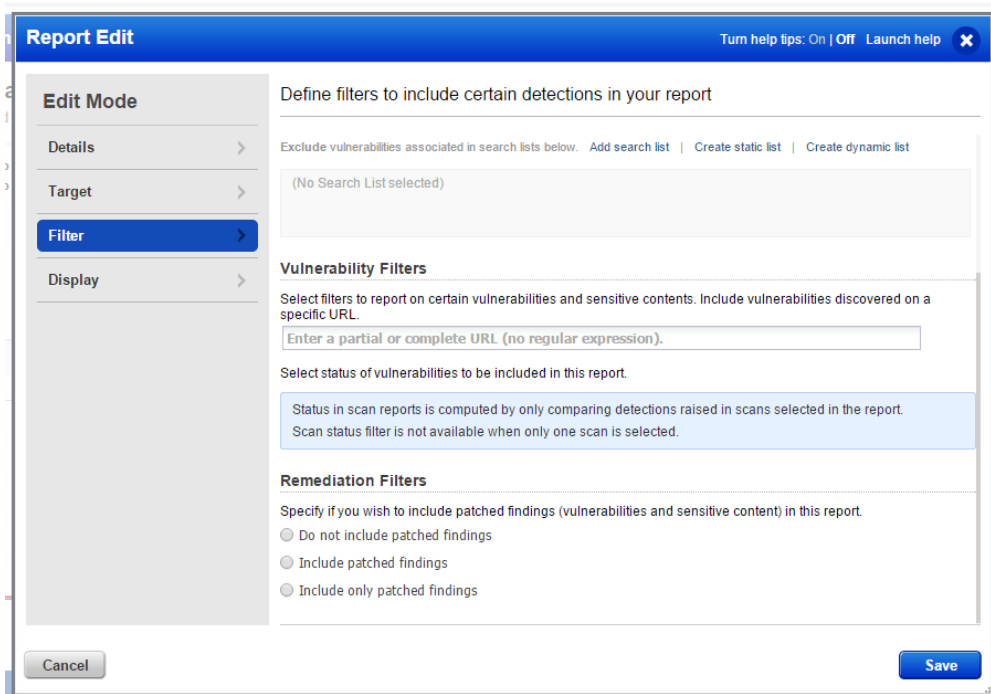 Report Edit
Turn help tips: On | Off Launch help
Edit Mode
Details
Target
Filter
Display
Define filters to include certain detections in your report
Exclude vulnerabilities associated in search lists below. Add search list | Create static list | Create dynamic list
(No Search List selected)
Vulnerability Filters
Select filters to report on certain vulnerabilities and sensitive contents. Include vulnerabilities discovered on a
specific URL.
Enter a partial or complete URL (no regular expression).
Select status of vulnerabilities to be included in this report.
Status in scan reports is computed by only comparing detections raised in scans selected in the report.
Scan status filter is not available when only one scan is selected.
Remediation Filters
Specify if you wish to include patched findings (vulnerabilities and sensitive content) in this report.
Do not include patched findings
Include patched findings
Include only patched findings
Cancel
Save